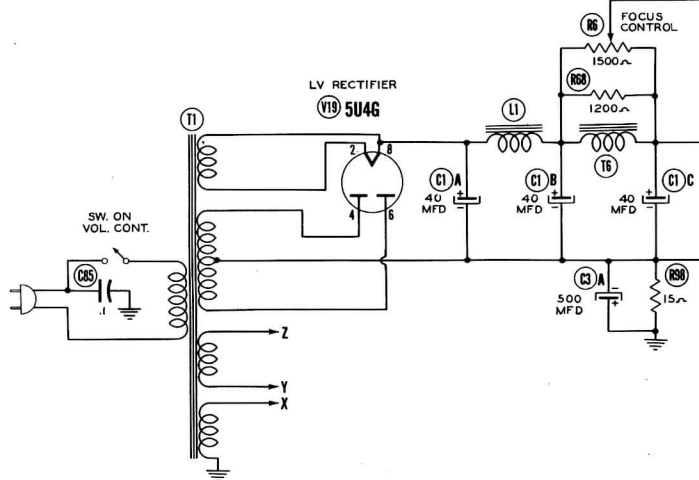 R6
FOCUS
CONTROL
1500Ω
R68
1200Ω
LV RECTIFIER
V19 5U4G
T1
L1
T6
2
8
4
6
C1 A
40
MFD
C1 B
40
MFD
C1 C
40
MFD
SW. ON
VOL. CONT.
C85
.1
C3 A
500
MFD
R98
15Ω
Z
Y
X